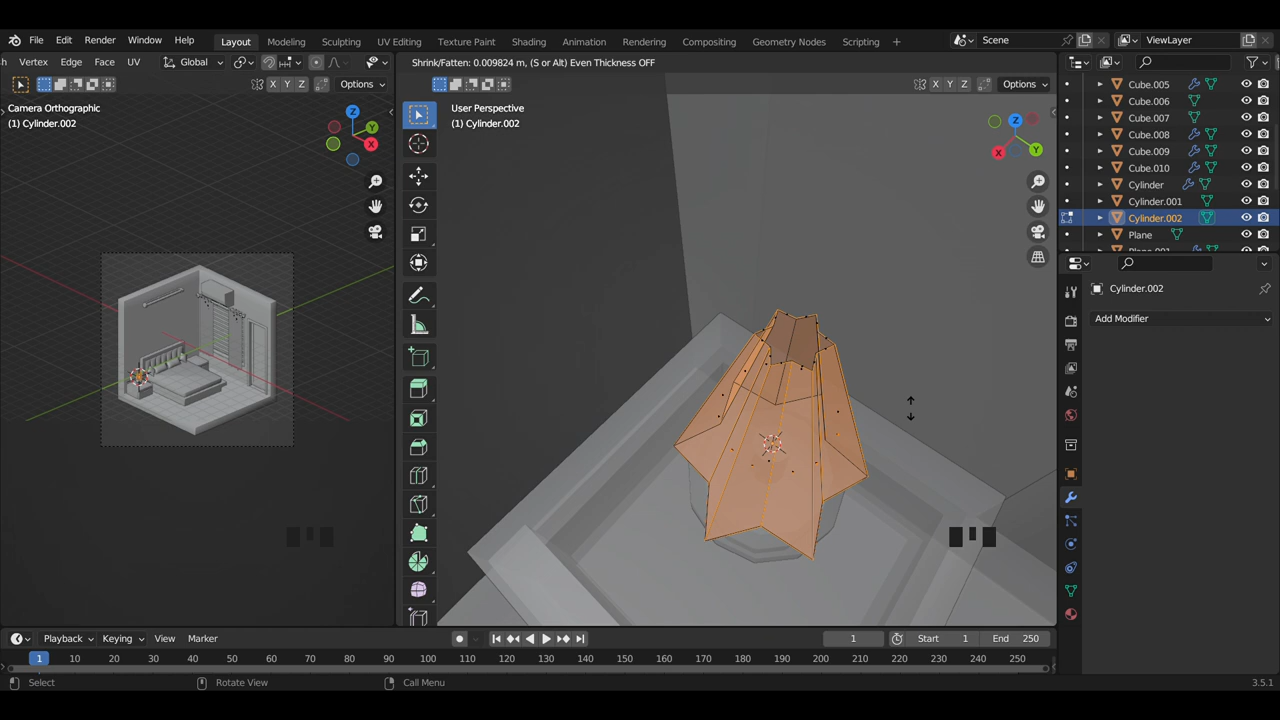 File Edit Render Window Help Layout Modeling Sculpting UV Editing Texture Paint Shading Animation Rendering Compositing Geometry Nodes Scripting + Scene ViewLayer
h Vertex Edge Face UV Global Shrink/Fatten: 0.009824 m, (S or Alt) Even Thickness OFF
X Y Z Options X Y Z Options
Camera Orthographic
(1) Cylinder.002
User Perspective
(1) Cylinder.002
Z
Y
X
Z
X
Y
Cube.005
Cube.006
Cube.007
Cube.008
Cube.009
Cube.010
Cylinder
Cylinder.001
Cylinder.002
Plane
Cylinder.002
Add Modifier
Playback Keying View Marker 1 Start 1 End 250
1 10 20 30 40 50 60 70 80 90 100 110 120 130 140 150 160 170 180 190 200 210 220 230 240 250
Select Rotate View Call Menu 3.5.1